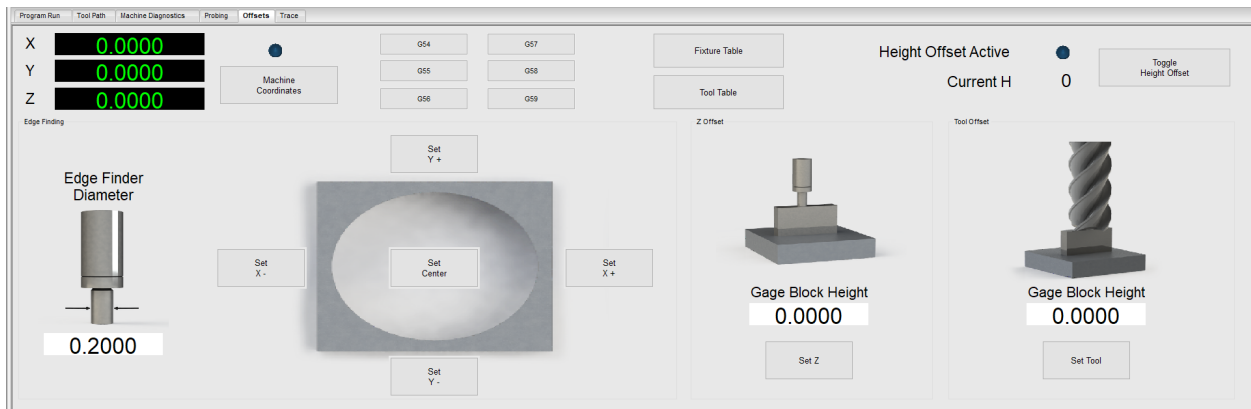 Program Run Tool Path Machine Diagnostics Probing Offsets Trace
X 0.0000
Y 0.0000
Z 0.0000
Machine
Coordinates
G54 G57
G55 G58
G56 G59
Fixture Table
Tool Table
Height Offset Active
Current H 0
Toggle
Height Offset
Edge Finding
Edge Finder
Diameter
0.2000
Set
Y +
Set
X -
Set
Center
Set
X +
Set
Y -
Z Offset
Gage Block Height
0.0000
Set Z
Tool Offset
Gage Block Height
0.0000
Set Tool